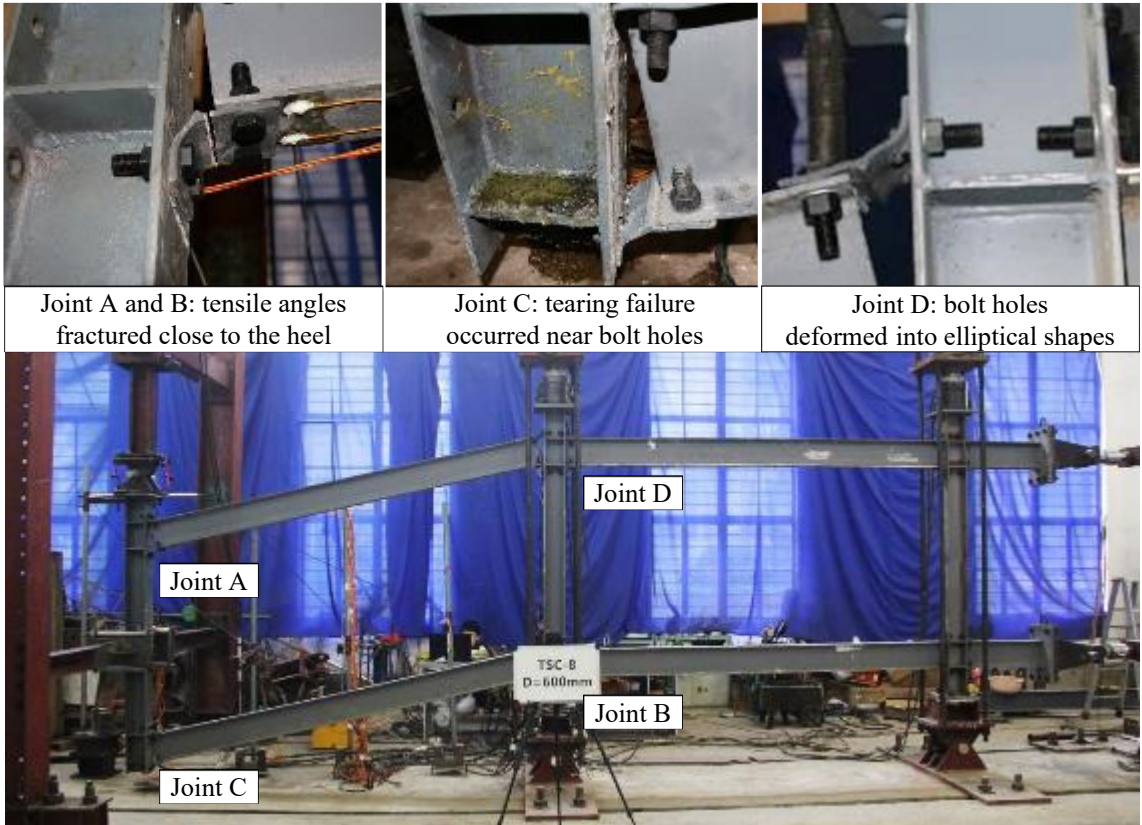 Joint A and B: tensile angles
fractured close to the heel
Joint C: tearing failure
occurred near bolt holes
Joint D: bolt holes
deformed into elliptical shapes
Joint D
Joint A
TSC-B
D=600mm
Joint B
Joint C